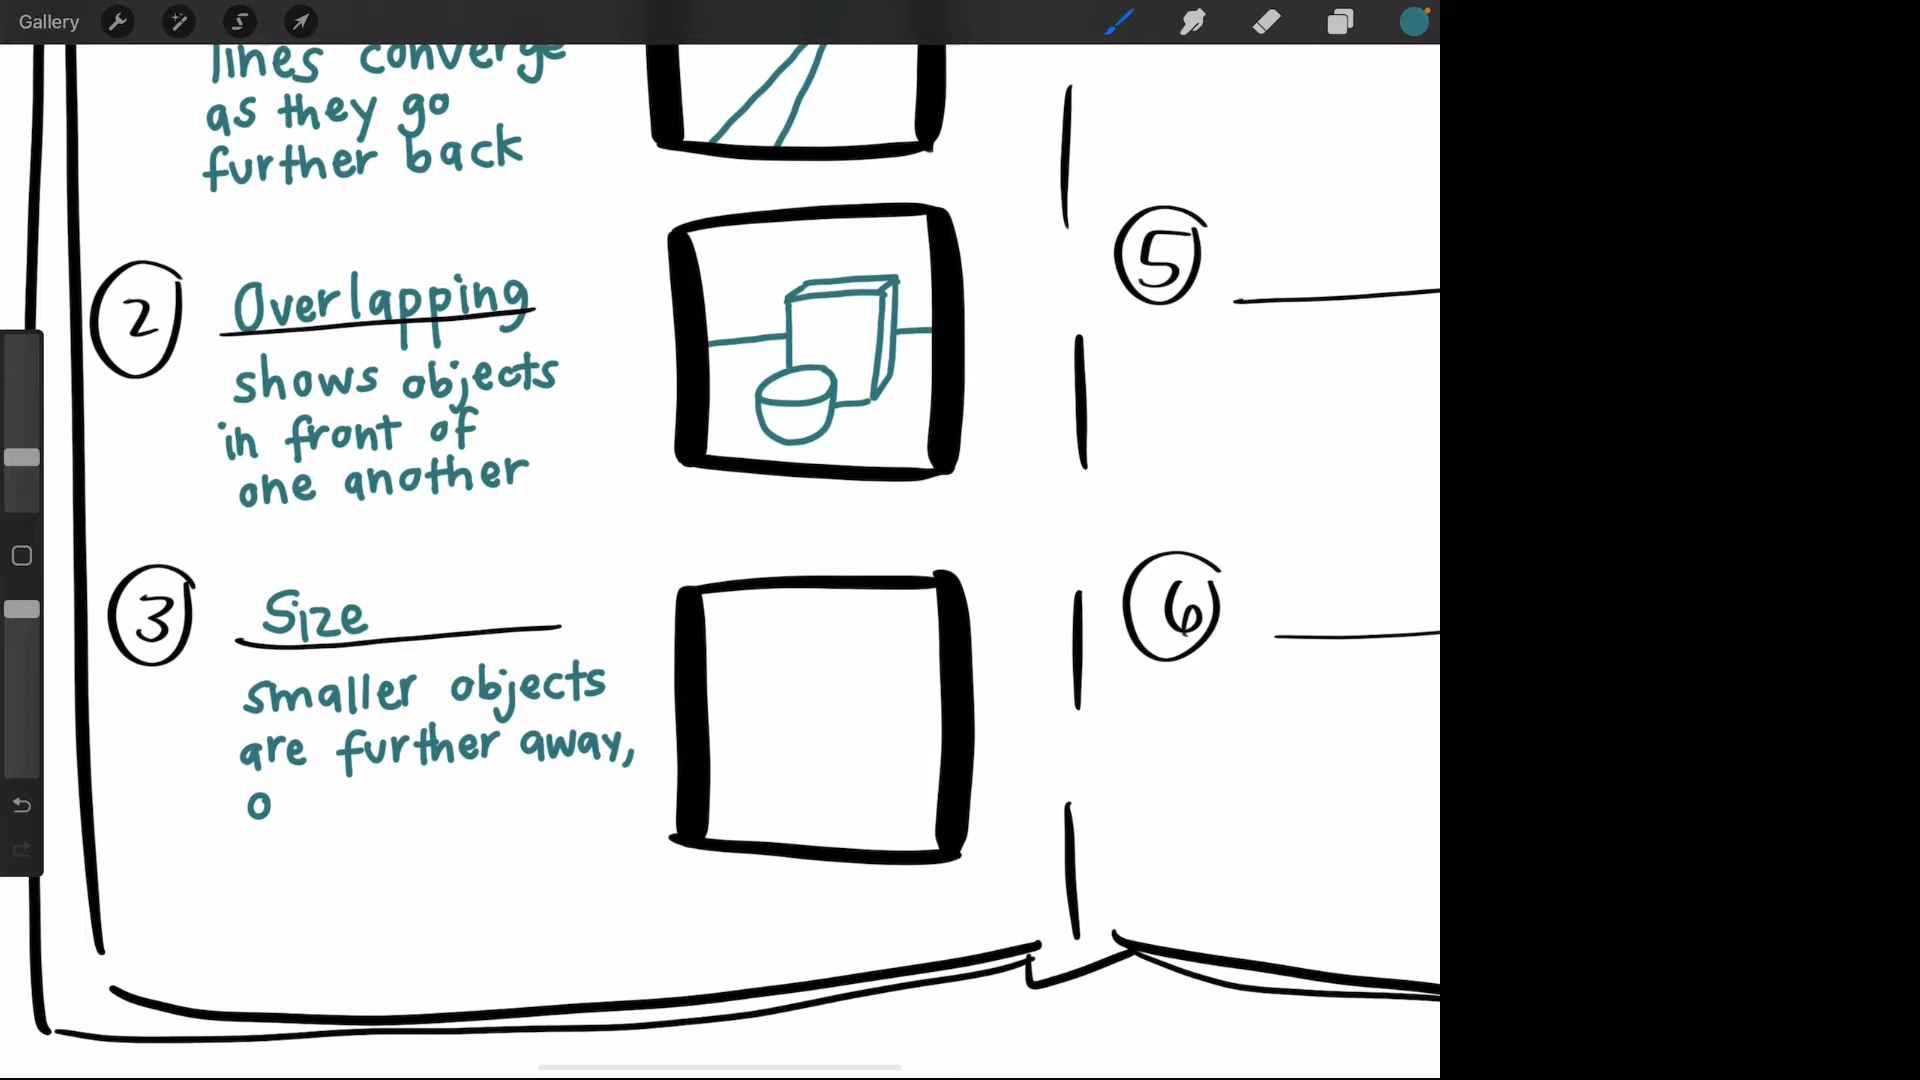 Gallery
lines converge
as they go
further back
2
Overlapping
shows objects
in front of
one another
3
Size
smaller objects
are further away,
o
5
6